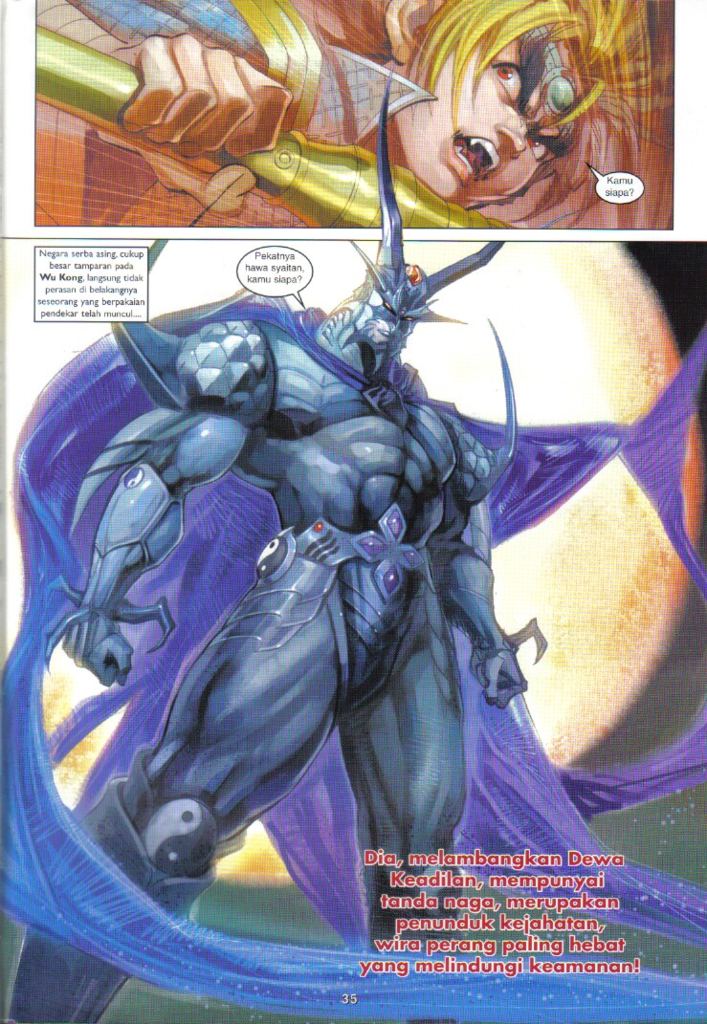 Kamu
siapa?
Negara serba asing, cukup
besar tamparan pada
Wu Kong, langsung tidak
perasan di belakangnya
seseorang yang berpakaian
pendekar telah muncul....
Pekatnya
hawa syaitan,
kamu siapa?
Dia, melambangkan Dewa
Keadilan, mempunyai
tanda naga, merupakan
penunduk kejahatan,
wira perang paling hebat
yang melindungi keamanan!
35